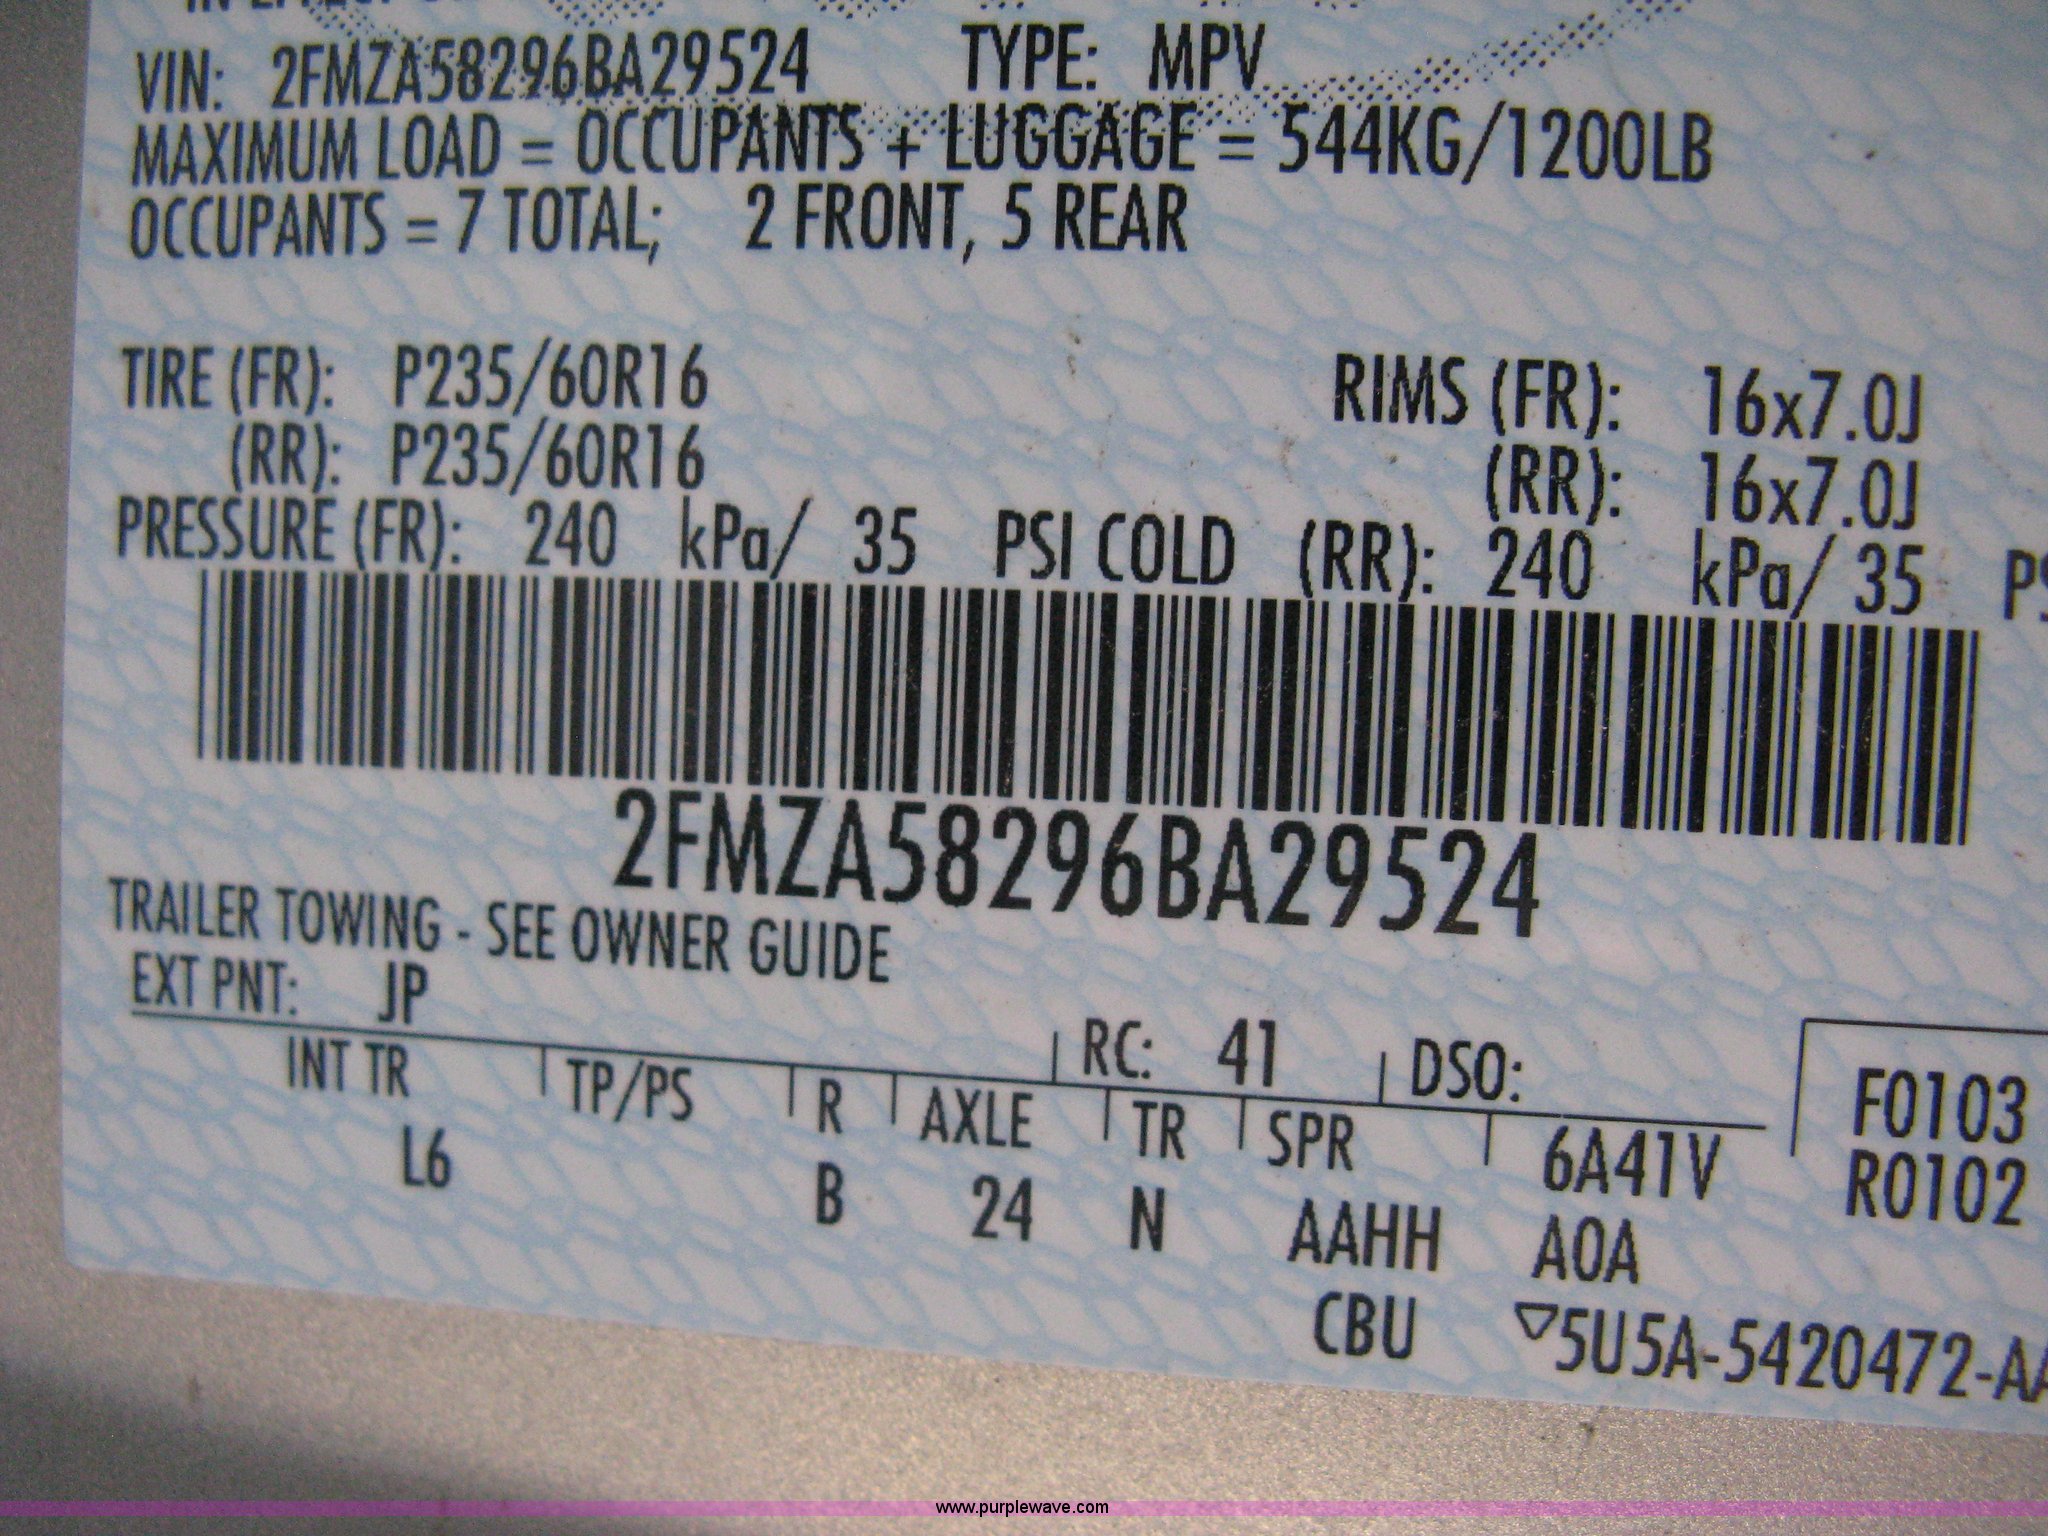 VIN: 2FMZA58296BA29524 TYPE: MPV
MAXIMUM LOAD = OCCUPANTS + LUGGAGE = 544KG/1200LB
OCCUPANTS = 7 TOTAL; 2 FRONT, 5 REAR
TIRE (FR): P235/60R16 RIMS (FR): 16x7.0J
(RR): P235/60R16 (RR): 16x7.0J
PRESSURE (FR): 240 kPa/ 35 PSI COLD (RR): 240 kPa/ 35
2FMZA58296BA29524
TRAILER TOWING - SEE OWNER GUIDE
EXT PNT: JP RC: 41 DSO: F0103
INT TR TP/PS R AXLE TR SPR 6A41V R0102
L6 B 24 N AAHH A0A
CBU ▽5U5A-5420472-AA
www.purplewave.com